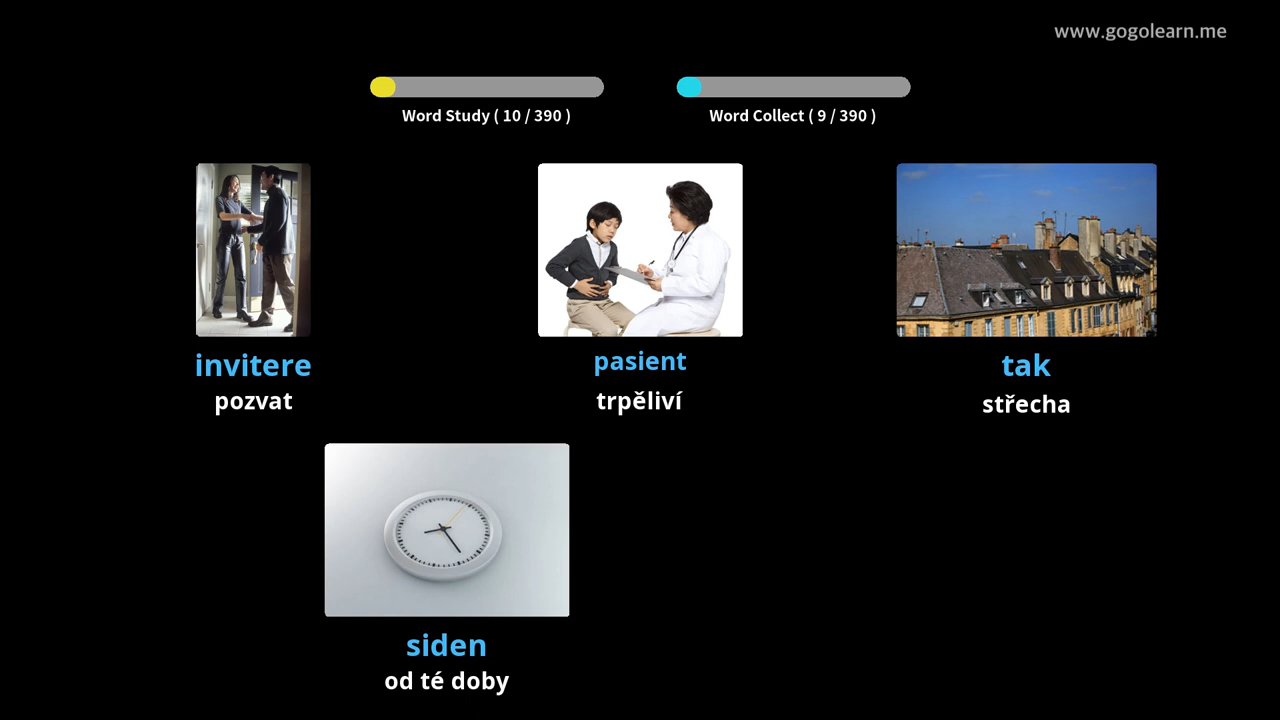 www.gogolearn.me
Word Study ( 10 / 390 )
Word Collect ( 9 / 390 )
invitere
pozvat
pasient
trpěliví
tak
střecha
siden
od té doby